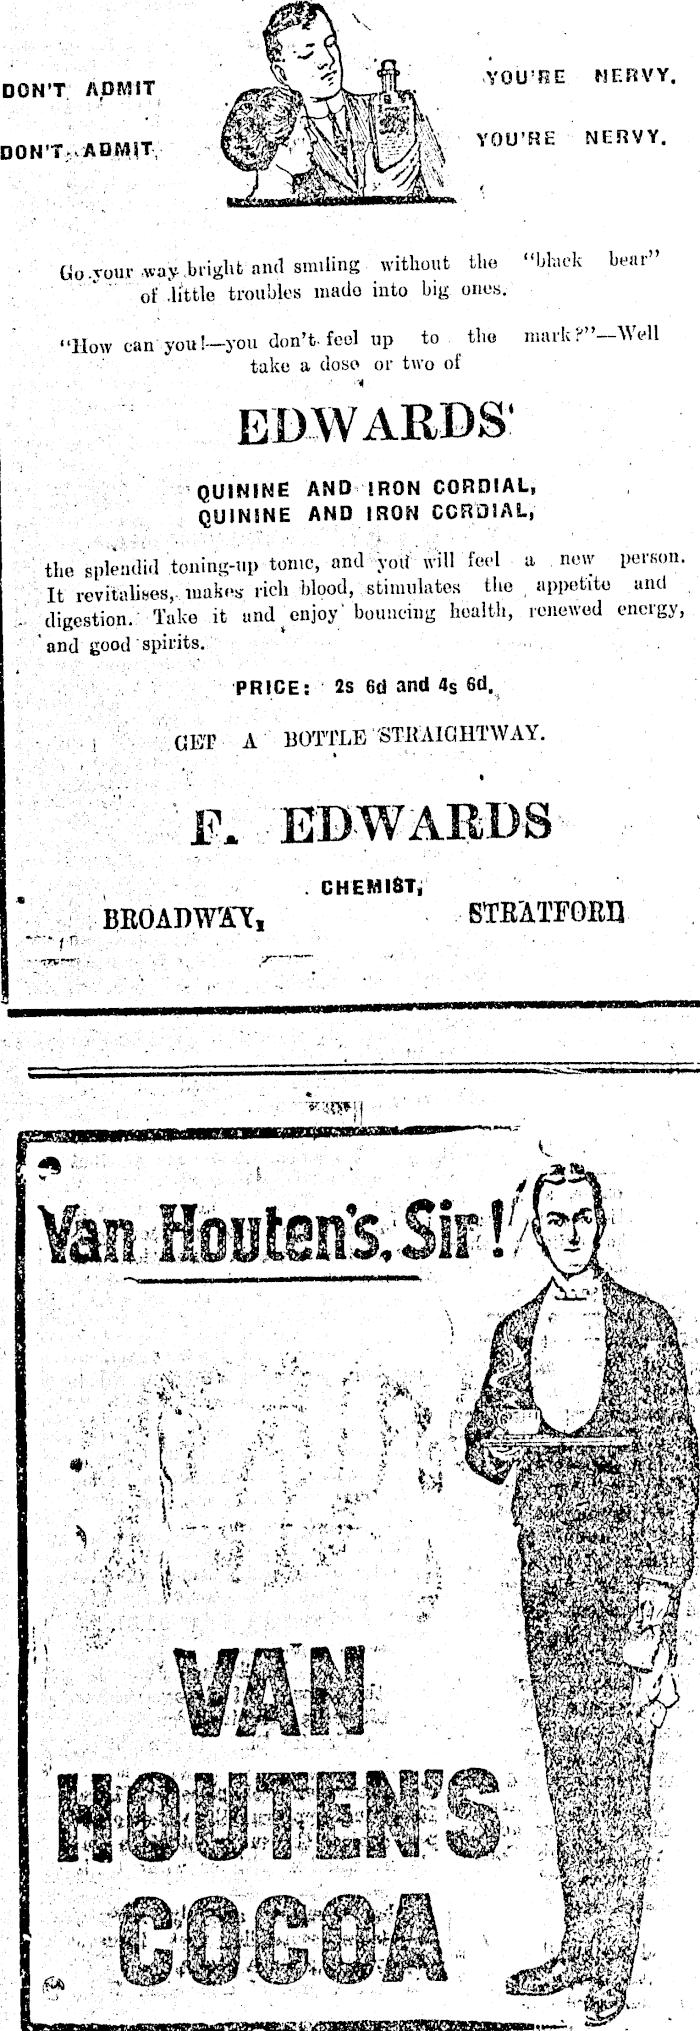 DON'T ADMIT YOU'RE NERVY.
DON'T ADMIT YOU'RE NERVY.
Go your way bright and smiling without the "black bear"
of little troubles made into big ones.
"How can you!—you don't feel up to the mark?"—Well
take a dose or two of
EDWARDS'
QUININE AND IRON CORDIAL,
QUININE AND IRON CORDIAL,
the splendid toning-up tonic, and you will feel a new person.
It revitalises, makes rich blood, stimulates the appetite and
digestion. Take it and enjoy bouncing health, renewed energy,
and good spirits.
PRICE: 2s 6d and 4s 6d.
GET A BOTTLE STRAIGHTWAY.
F. EDWARDS
CHEMIST,
BROADWAY, STRATFORD
Van Houten's, Sir!
VAN
HOUTEN'S
COCOA